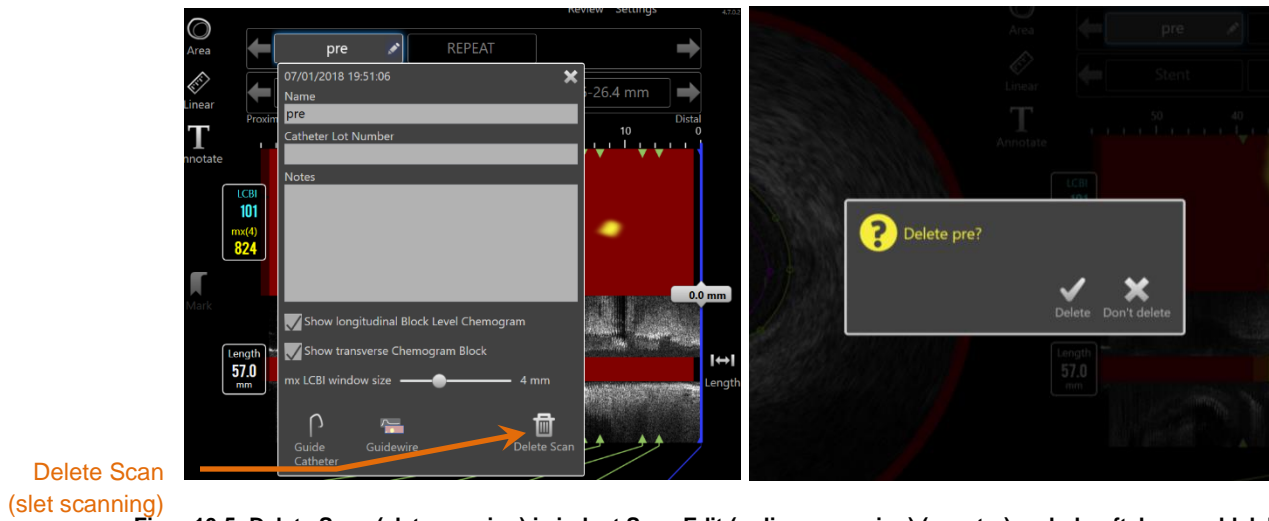 Review Settings 4.7.0.2
Area
pre REPEAT
07/01/2018 19:51:06
Linear
Name
-26.4 mm
pre
Distal
Catheter Lot Number
10 0
Annotate
Notes
LCBI
101
mx(4)
824
Mark
0.0 mm
Show longitudinal Block Level Chemogram
Length
Show transverse Chemogram Block
57.0
mm
mx LCBI window size 4 mm
Length
Guide Catheter
Guidewire
Delete Scan
Area
pre
Linear
Stent
50 40
Annotate
LCBI
Delete pre?
Delete Don't delete
Length
57.0
mm
Delete Scan
(slet scanning)